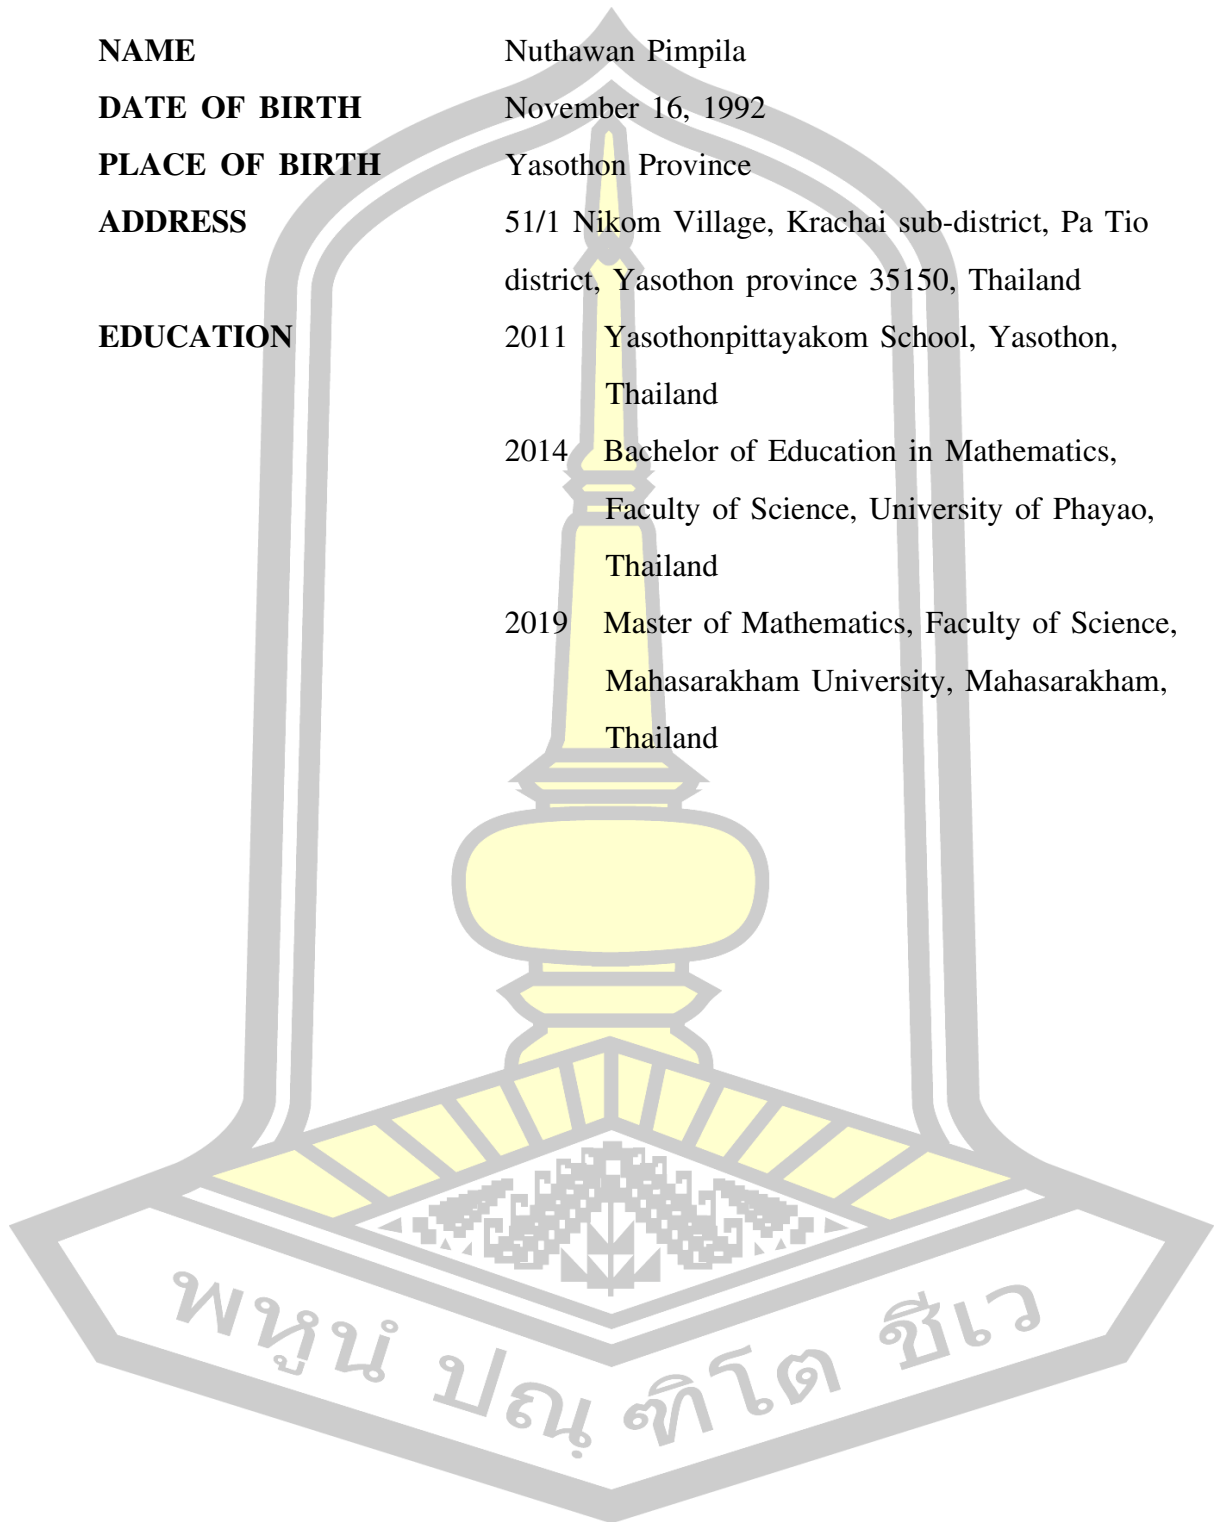 NAME Nuthawan Pimpila
DATE OF BIRTH November 16, 1992
PLACE OF BIRTH Yasothon Province
ADDRESS 51/1 Nikom Village, Krachai sub-district, Pa Tio
district, Yasothon province 35150, Thailand
EDUCATION 2011 Yasothonpittayakom School, Yasothon,
Thailand
2014 Bachelor of Education in Mathematics,
Faculty of Science, University of Phayao,
Thailand
2019 Master of Mathematics, Faculty of Science,
Mahasarakham University, Mahasarakham,
Thailand
พหูนํ ปณฺ ฑิโต ชีเว